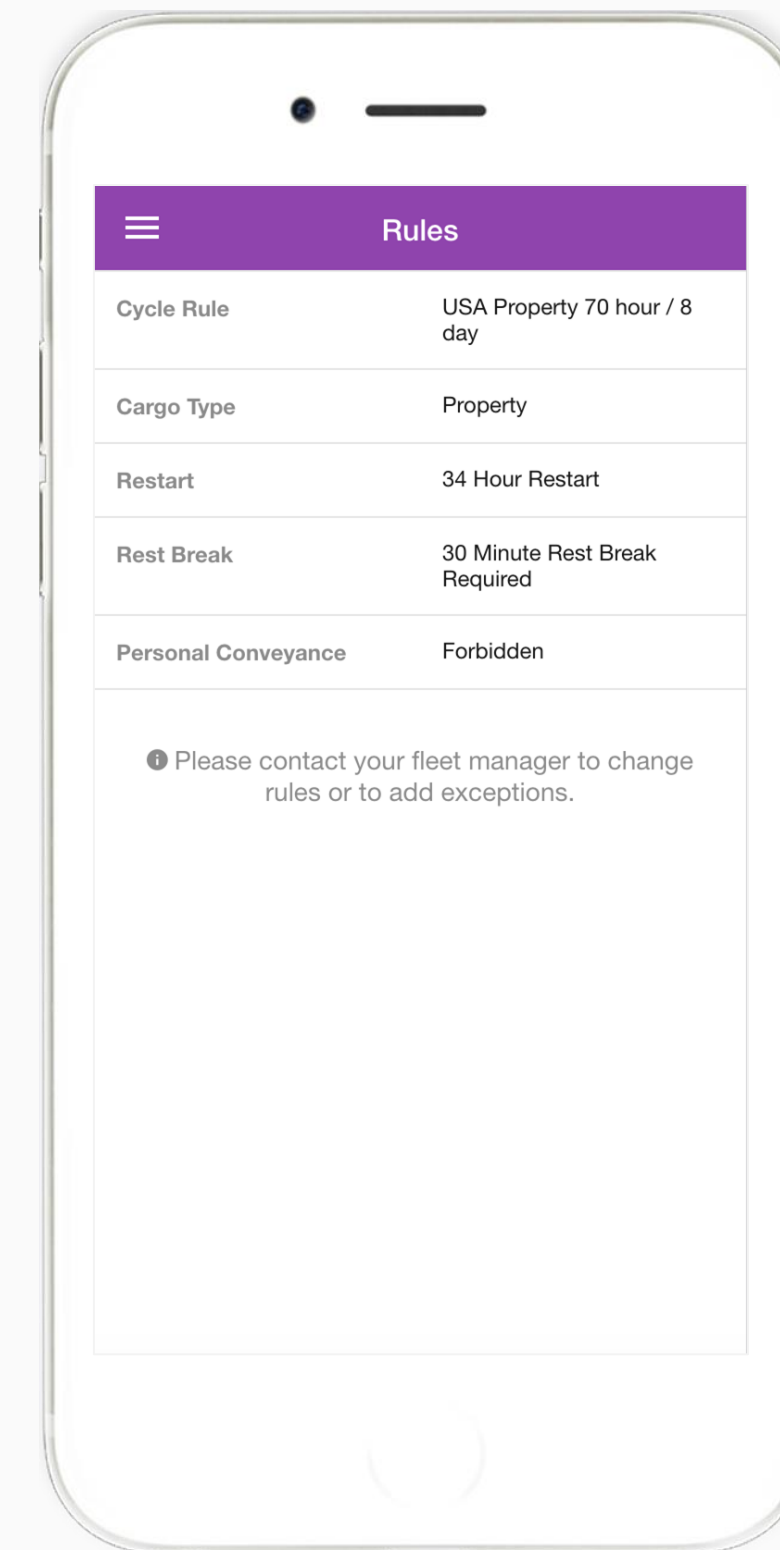 Rules
Cycle Rule
USA Property 70 hour / 8
day
Cargo Type
Property
Restart
34 Hour Restart
Rest Break
30 Minute Rest Break
Required
Personal Conveyance
Forbidden
Please contact your fleet manager to change
rules or to add exceptions.